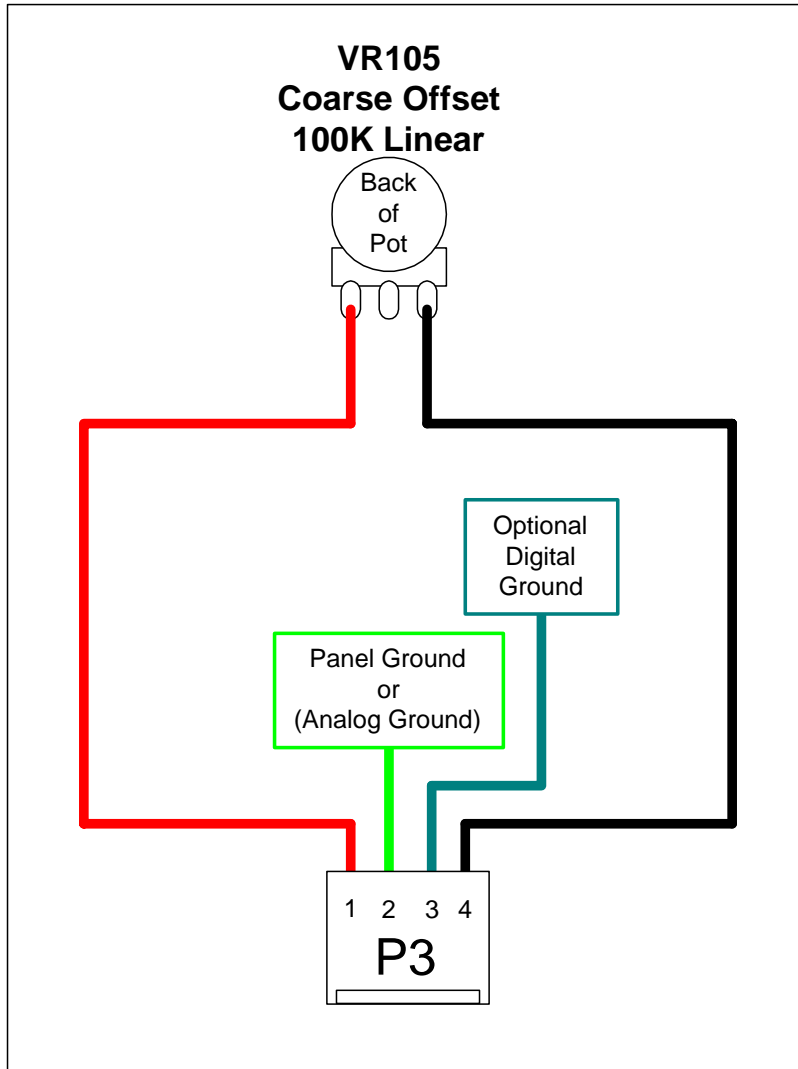 VR105
Coarse Offset
100K Linear
Back
of
Pot
Optional
Digital
Ground
Panel Ground
or
(Analog Ground)
1 2 3 4
P3